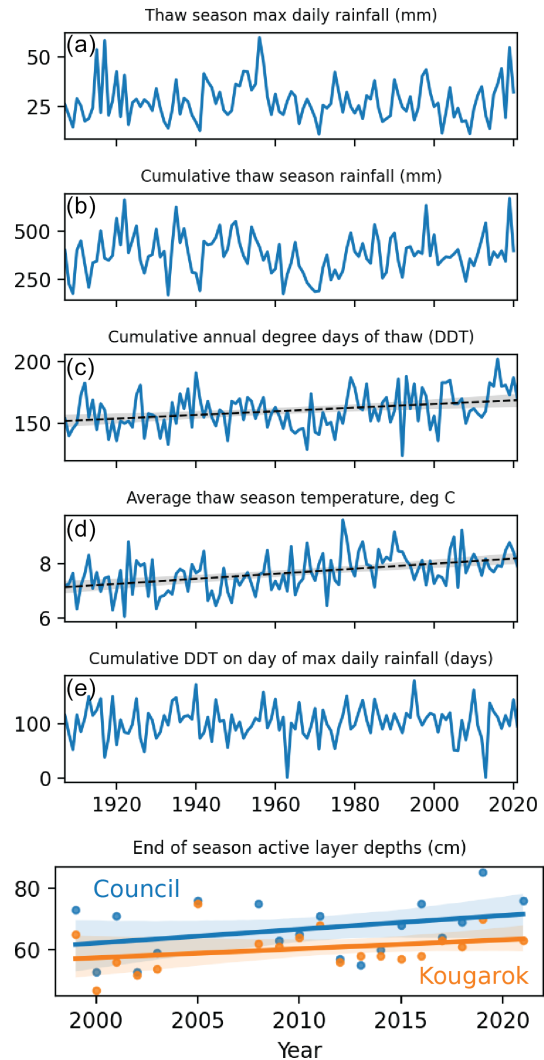 Thaw season max daily rainfall (mm)
(a)
50
25
Cumulative thaw season rainfall (mm)
(b)
500
250
Cumulative annual degree days of thaw (DDT)
(c)
200
150
Average thaw season temperature, deg C
(d)
8
6
Cumulative DDT on day of max daily rainfall (days)
(e)
100
0
1920 1940 1960 1980 2000 2020
End of season active layer depths (cm)
80
60
Council
Kougarok
2000 2005 2010 2015 2020
Year